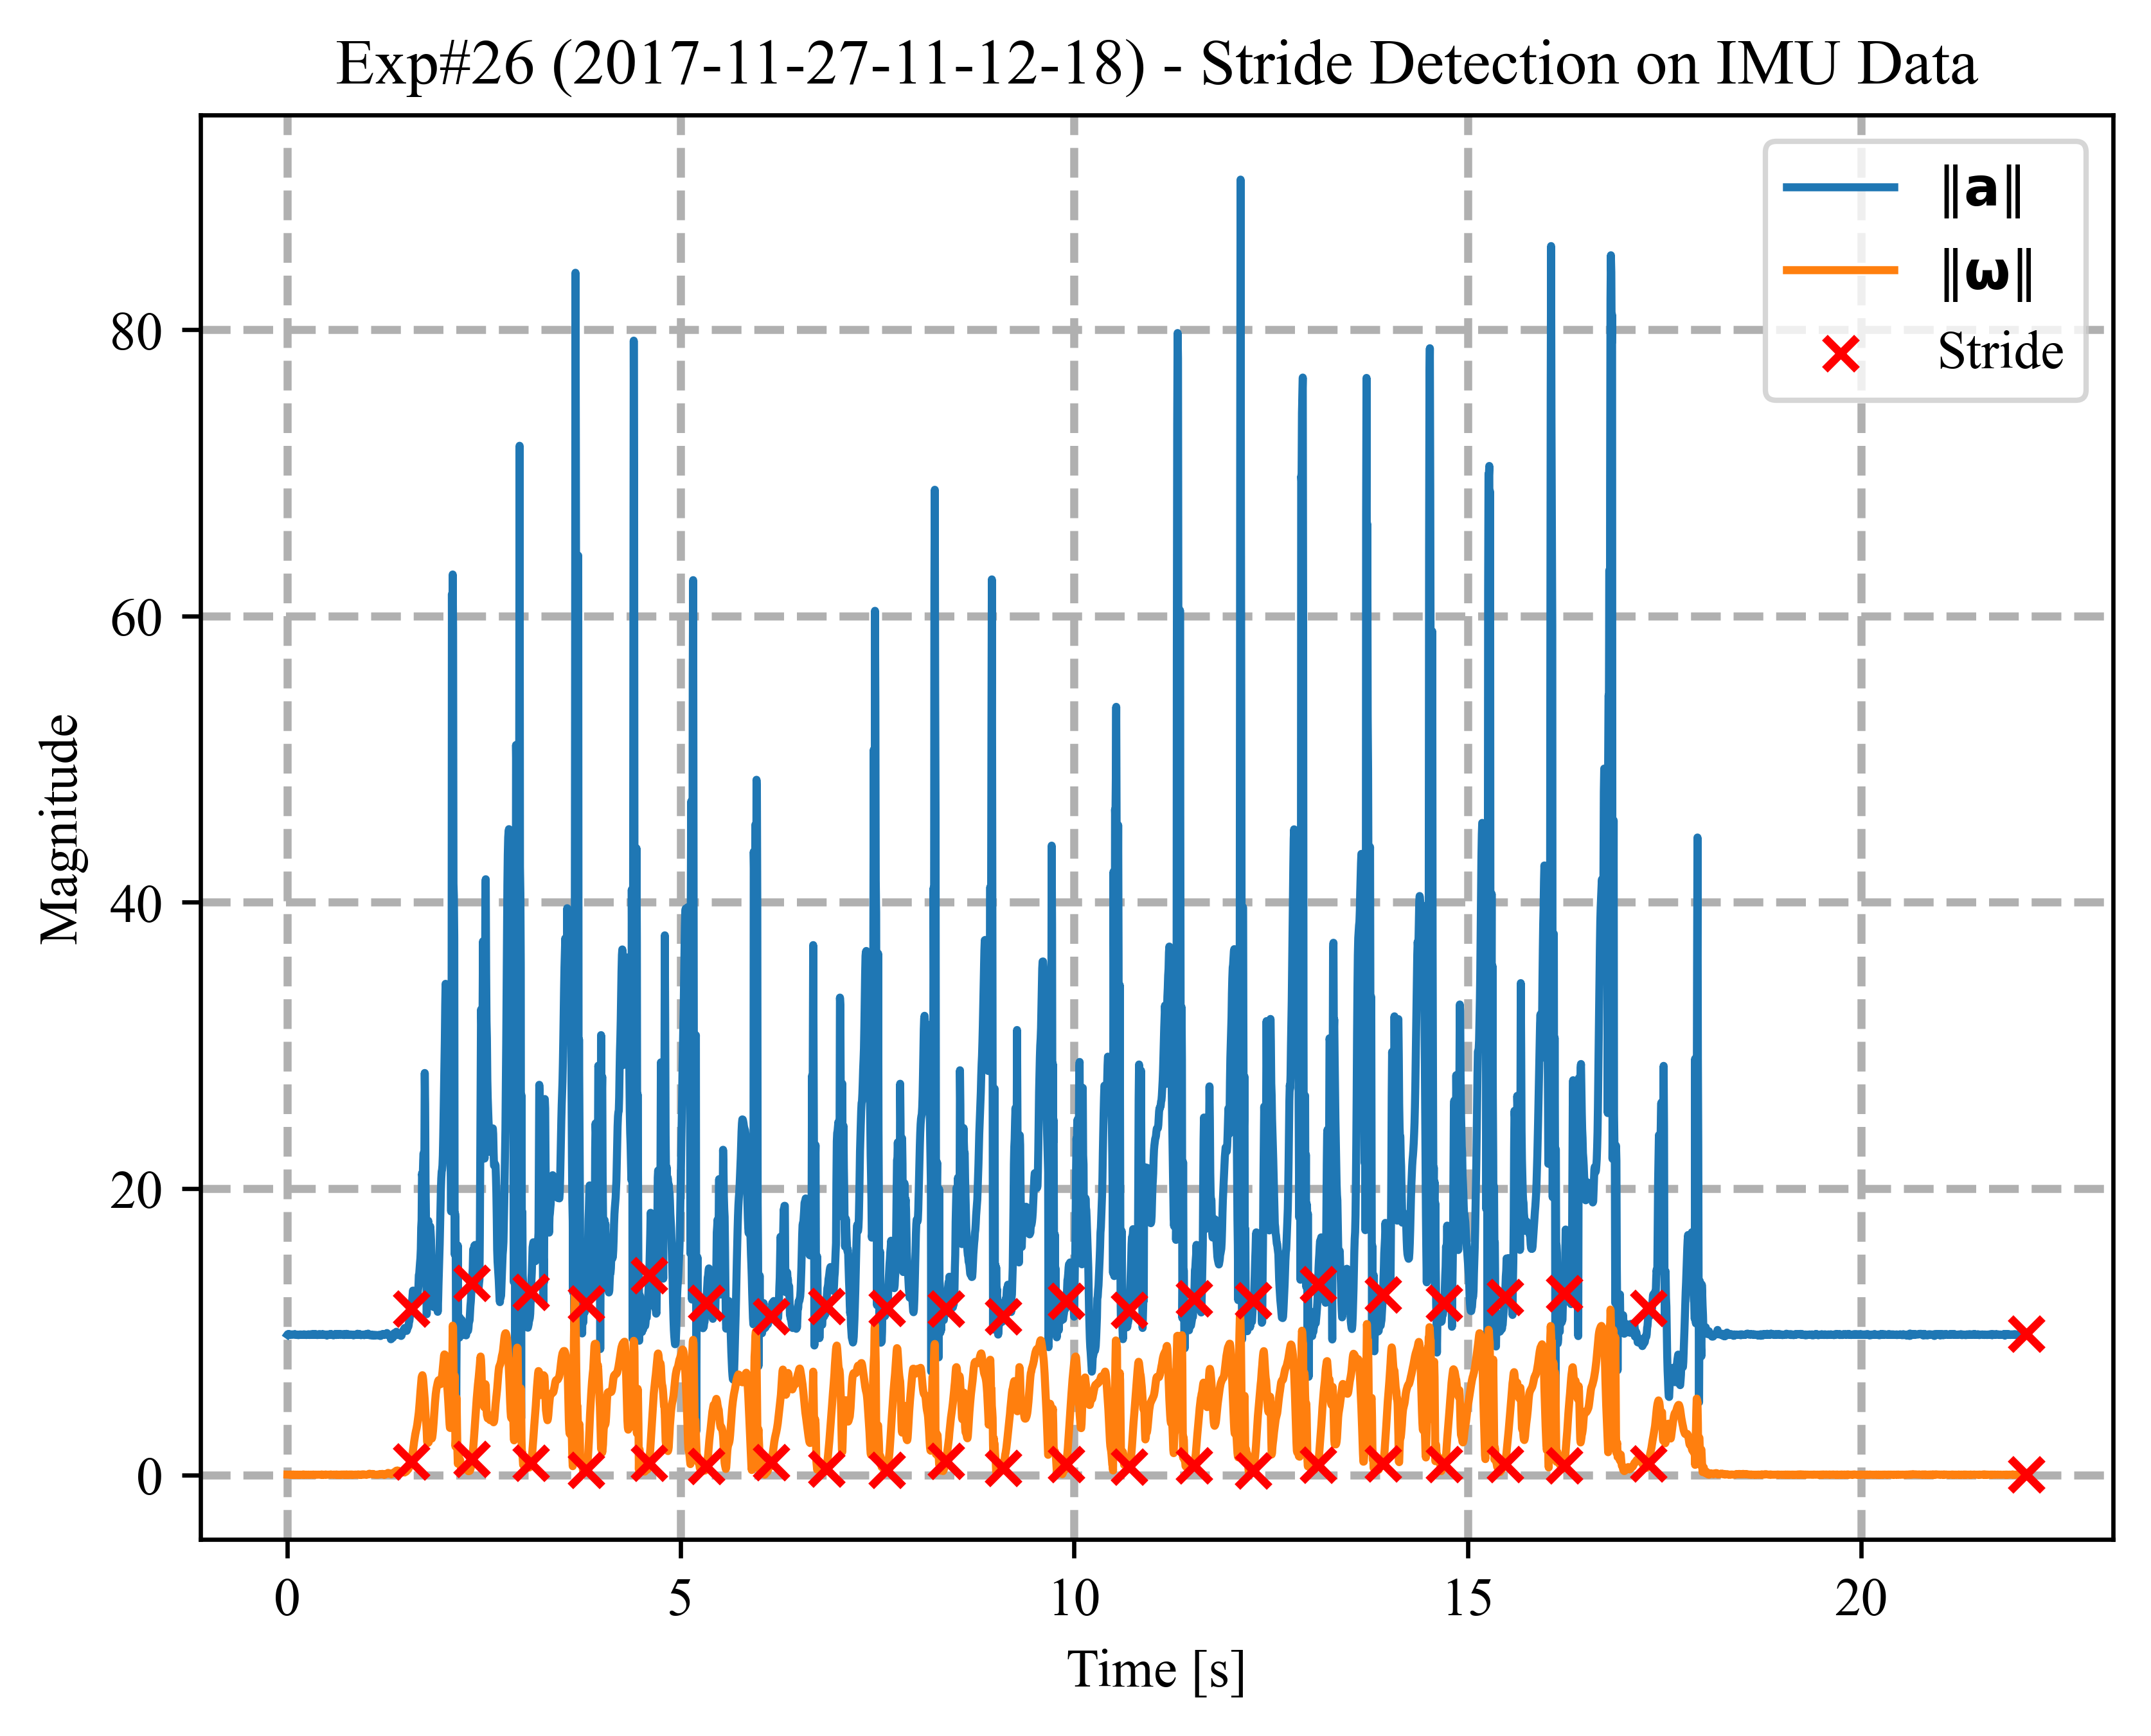 Exp#26 (2017-11-27-11-12-18) - Stride Detection on IMU Data
‖a‖
‖ω‖
Stride
Magnitude
80
60
40
20
0
0 5 10 15 20
Time [s]